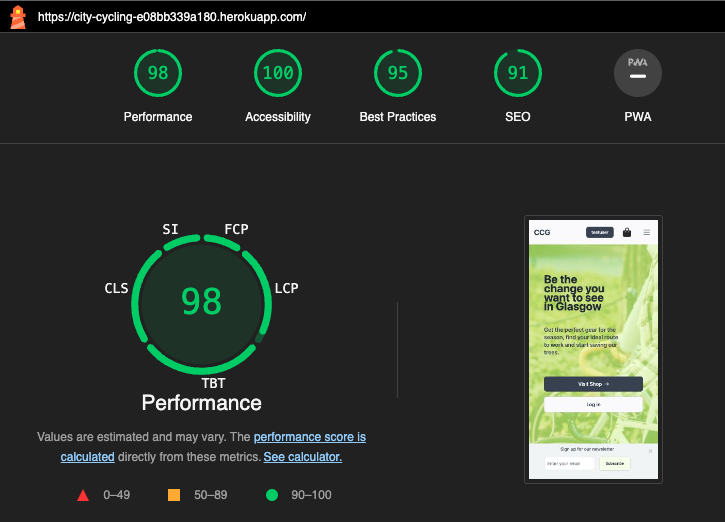 https://city-cycling-e08bb339a180.herokuapp.com/
98
100
95
91
PWA
Performance
Accessibility
Best Practices
SEO
PWA
SI
FCP
CLS
LCP
98
TBT
Performance
Values are estimated and may vary. The performance score is
calculated directly from these metrics. See calculator.
0–49
50–89
90–100
CCG
testuser
Be the
change you
want to see
in Glasgow
Get the perfect gear for the
season, find your ideal route
to work and start saving our
trees.
Visit Shop →
Log in
Sign up for our newsletter
Enter your email
Subscribe